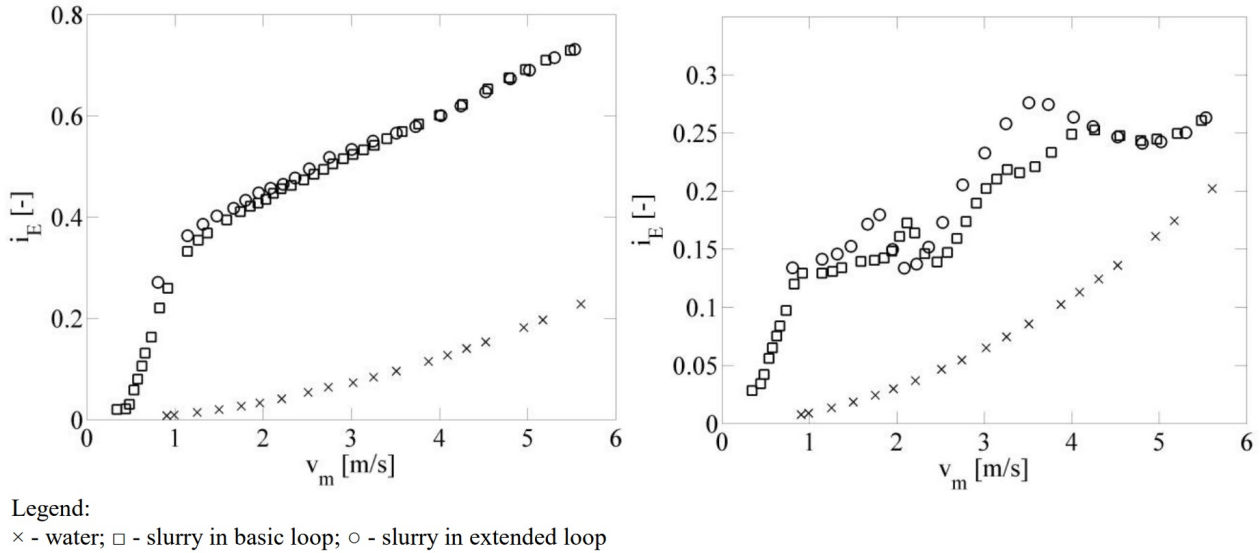 0.8
0.6
0.4
0.2
0
i_E [-]
0 1 2 3 4 5 6
v_m [m/s]
0.3
0.25
0.2
0.15
0.1
0.05
0
i_E [-]
0 1 2 3 4 5 6
v_m [m/s]
Legend:
× - water; □ - slurry in basic loop; ○ - slurry in extended loop